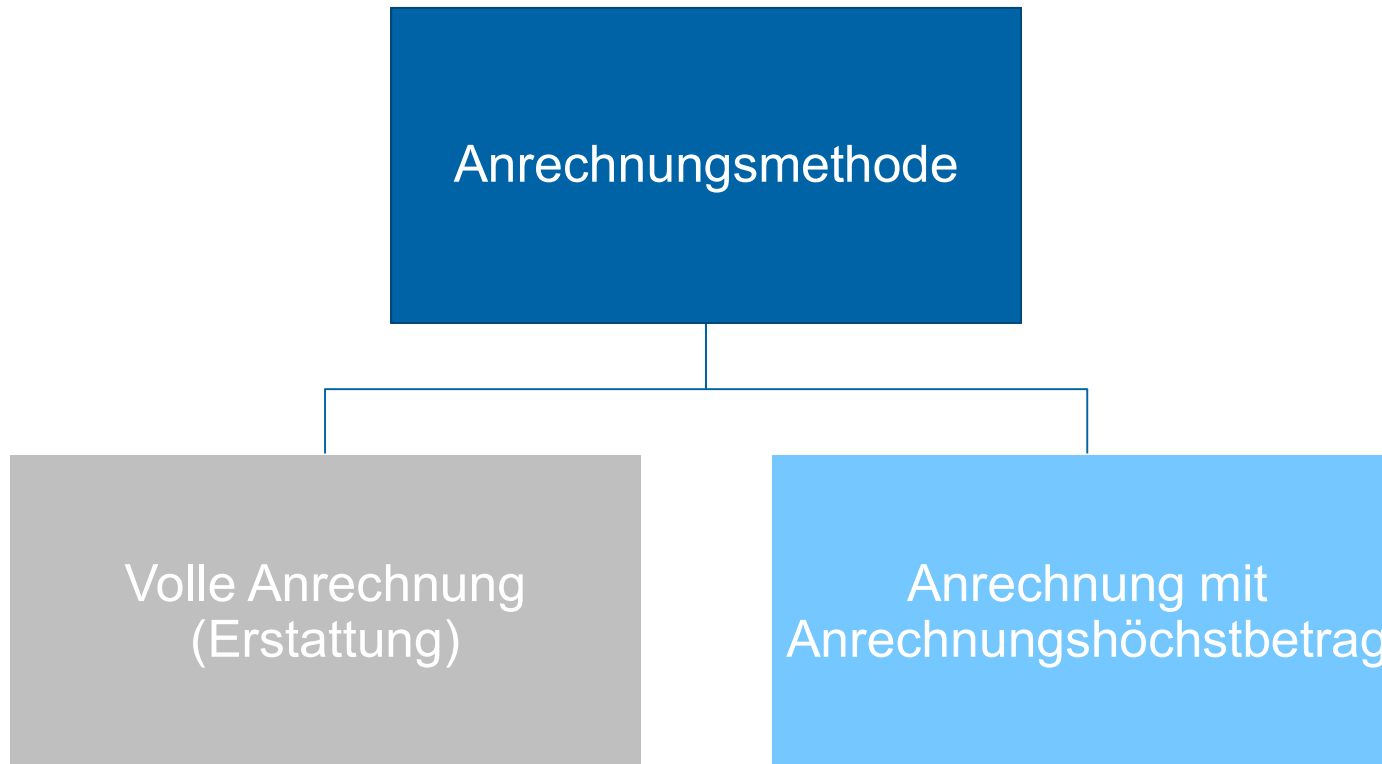 Anrechnungsmethode
Volle Anrechnung
(Erstattung)
Anrechnung mit
Anrechnungshöchstbetrag